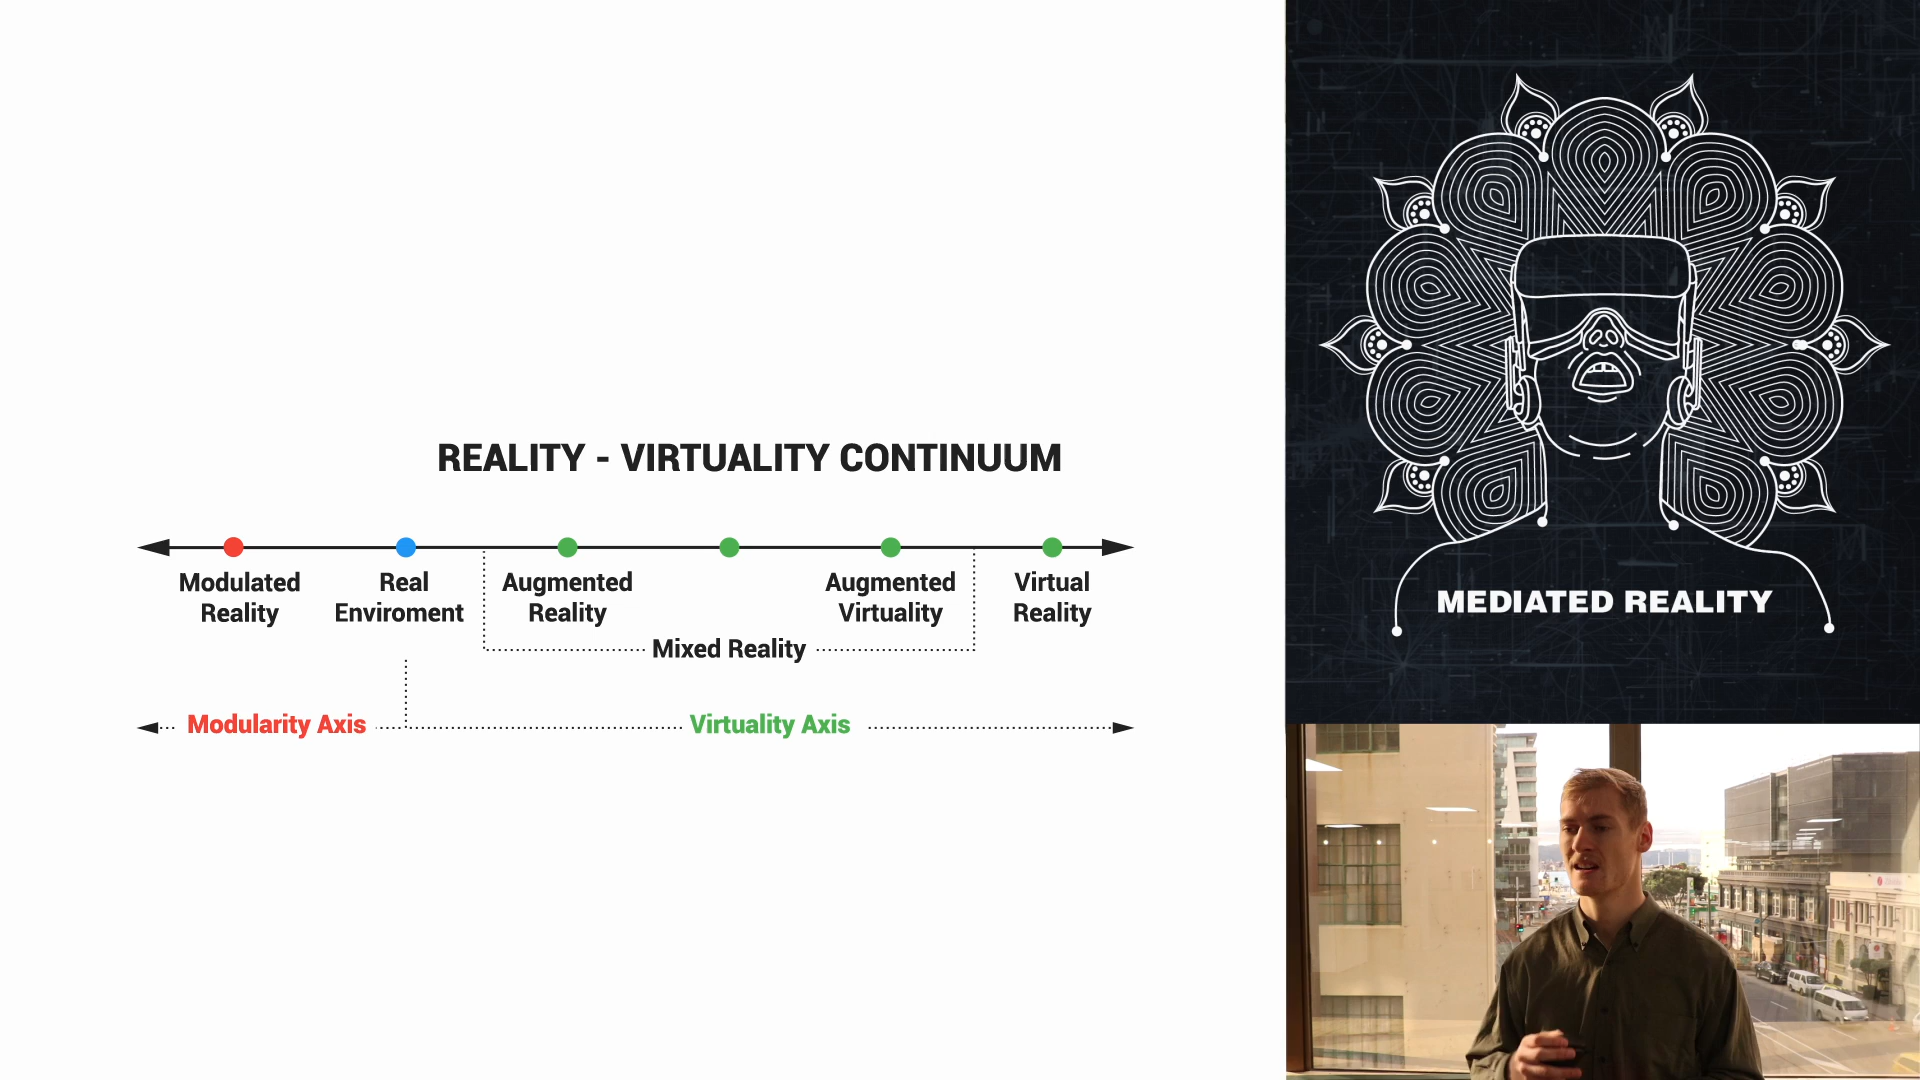 REALITY - VIRTUALITY CONTINUUM
Modulated
Reality
Real
Enviroment
Augmented
Reality
Augmented
Virtuality
Virtual
Reality
Mixed Reality
Modularity Axis
Virtuality Axis
MEDIATED REALITY